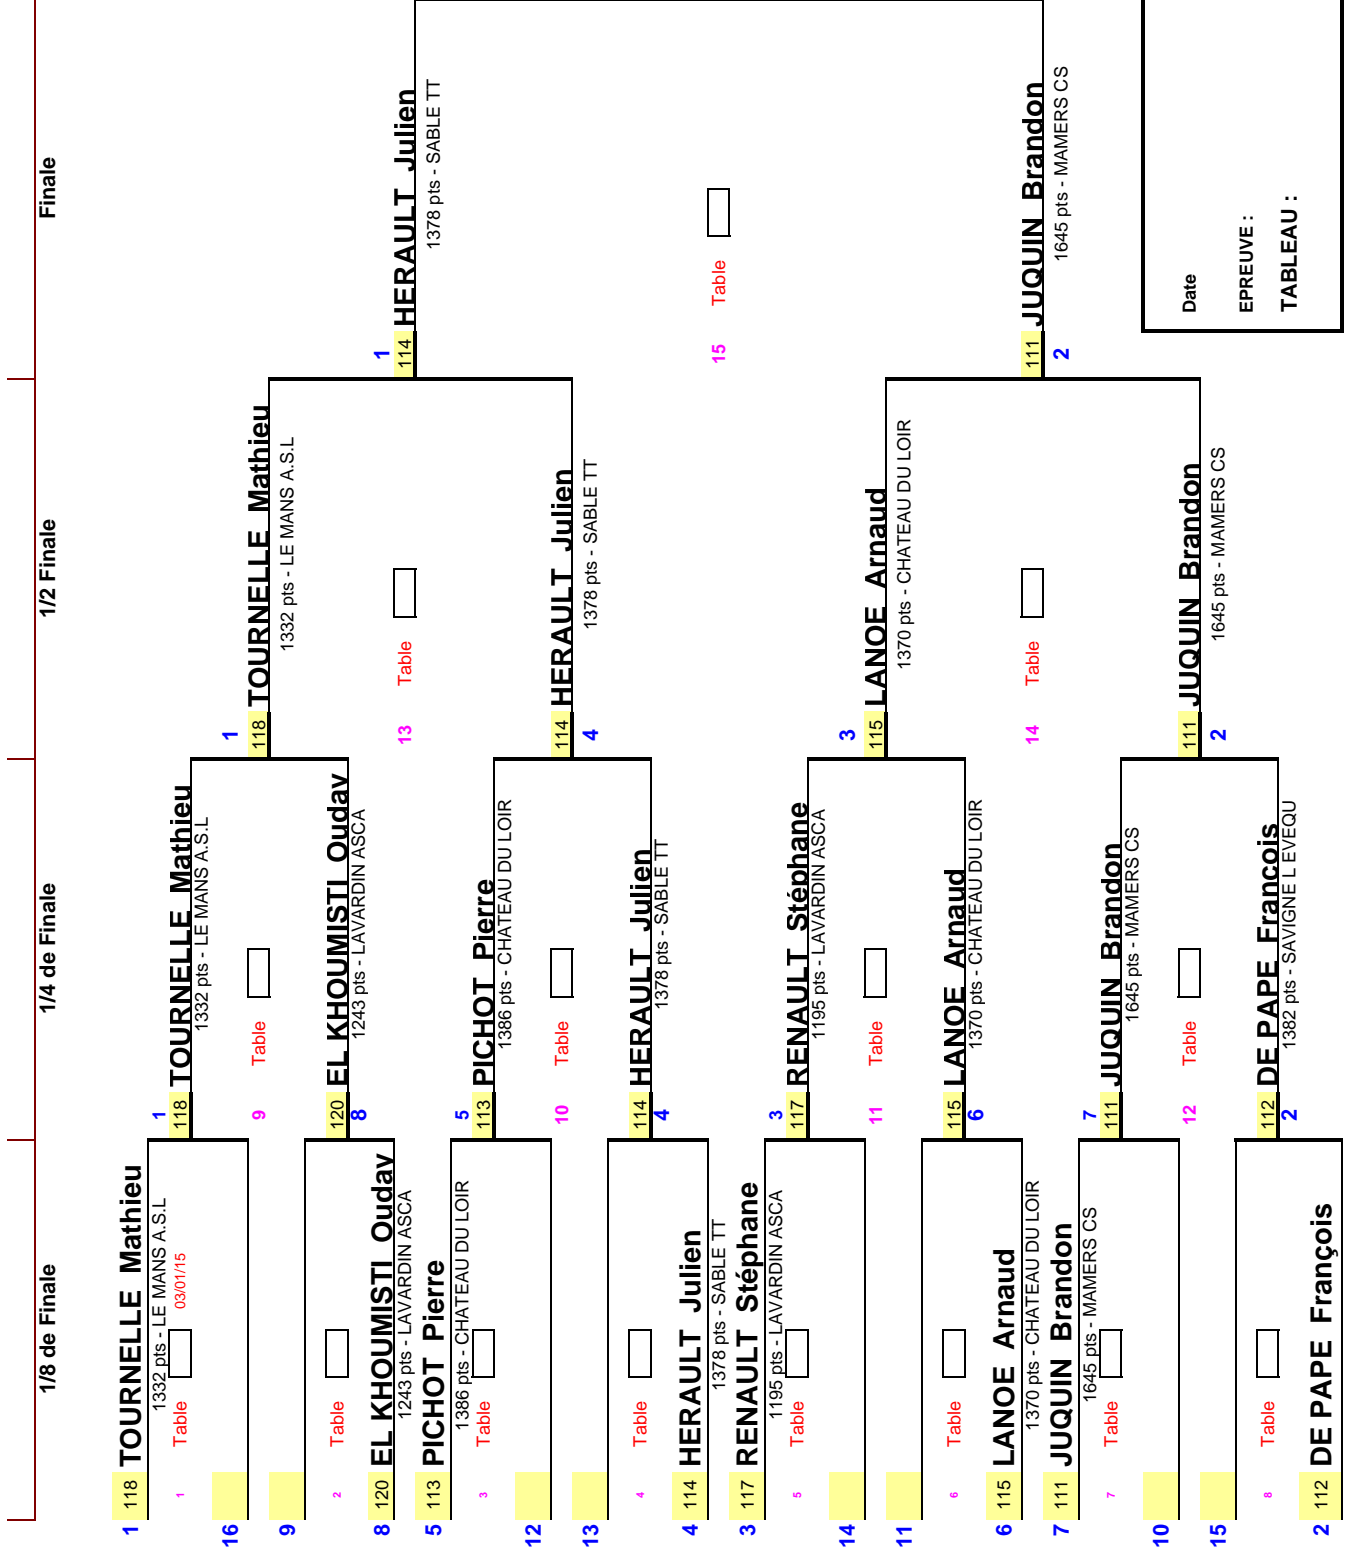 1/8 de Finale
1/4 de Finale
1/2 Finale
Finale
1 118 TOURNELLE Mathieu
1332 pts - LE MANS A.S.L
1 Table 03/01/15
16
9
2 Table
8 120 EL KHOUMISTI Ouday
1243 pts - LAVARDIN ASCA
5 113 PICHOT Pierre
1386 pts - CHATEAU DU LOIR
3 Table
12
13
4 Table
4 114 HERAULT Julien
1378 pts - SABLE TT
3 117 RENAULT Stéphane
1195 pts - LAVARDIN ASCA
5 Table
14
11
6 Table
6 115 LANOE Arnaud
1370 pts - CHATEAU DU LOIR
7 111 JUQUIN Brandon
1645 pts - MAMERS CS
7 Table
10
15
8 Table
2 112 DE PAPE François
1
118 TOURNELLE Mathieu
1332 pts - LE MANS A.S.L
9 Table
120 EL KHOUMISTI Ouday
8 1243 pts - LAVARDIN ASCA
5
113 PICHOT Pierre
1386 pts - CHATEAU DU LOIR
10 Table
114 HERAULT Julien
4 1378 pts - SABLE TT
3
117 RENAULT Stéphane
1195 pts - LAVARDIN ASCA
11 Table
115 LANOE Arnaud
6 1370 pts - CHATEAU DU LOIR
7
111 JUQUIN Brandon
1645 pts - MAMERS CS
12 Table
112 DE PAPE François
2 1382 pts - SAVIGNE L EVEQU
1
118 TOURNELLE Mathieu
1332 pts - LE MANS A.S.L
13 Table
114 HERAULT Julien
4 1378 pts - SABLE TT
3
115 LANOE Arnaud
1370 pts - CHATEAU DU LOIR
14 Table
111 JUQUIN Brandon
2 1645 pts - MAMERS CS
1
114 HERAULT Julien
1378 pts - SABLE TT
15 Table
111 JUQUIN Brandon
2 1645 pts - MAMERS CS
Date
EPREUVE :
TABLEAU :